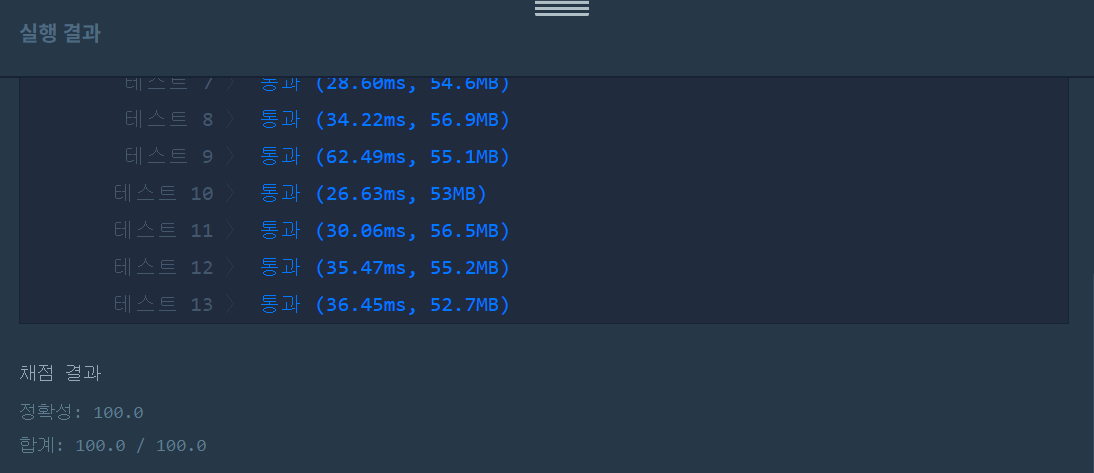 실행 결과
테스트 7 〉 통과 (28.60ms, 54.6MB)
테스트 8 〉 통과 (34.22ms, 56.9MB)
테스트 9 〉 통과 (62.49ms, 55.1MB)
테스트 10 〉 통과 (26.63ms, 53MB)
테스트 11 〉 통과 (30.06ms, 56.5MB)
테스트 12 〉 통과 (35.47ms, 55.2MB)
테스트 13 〉 통과 (36.45ms, 52.7MB)
채점 결과
정확성: 100.0
합계: 100.0 / 100.0